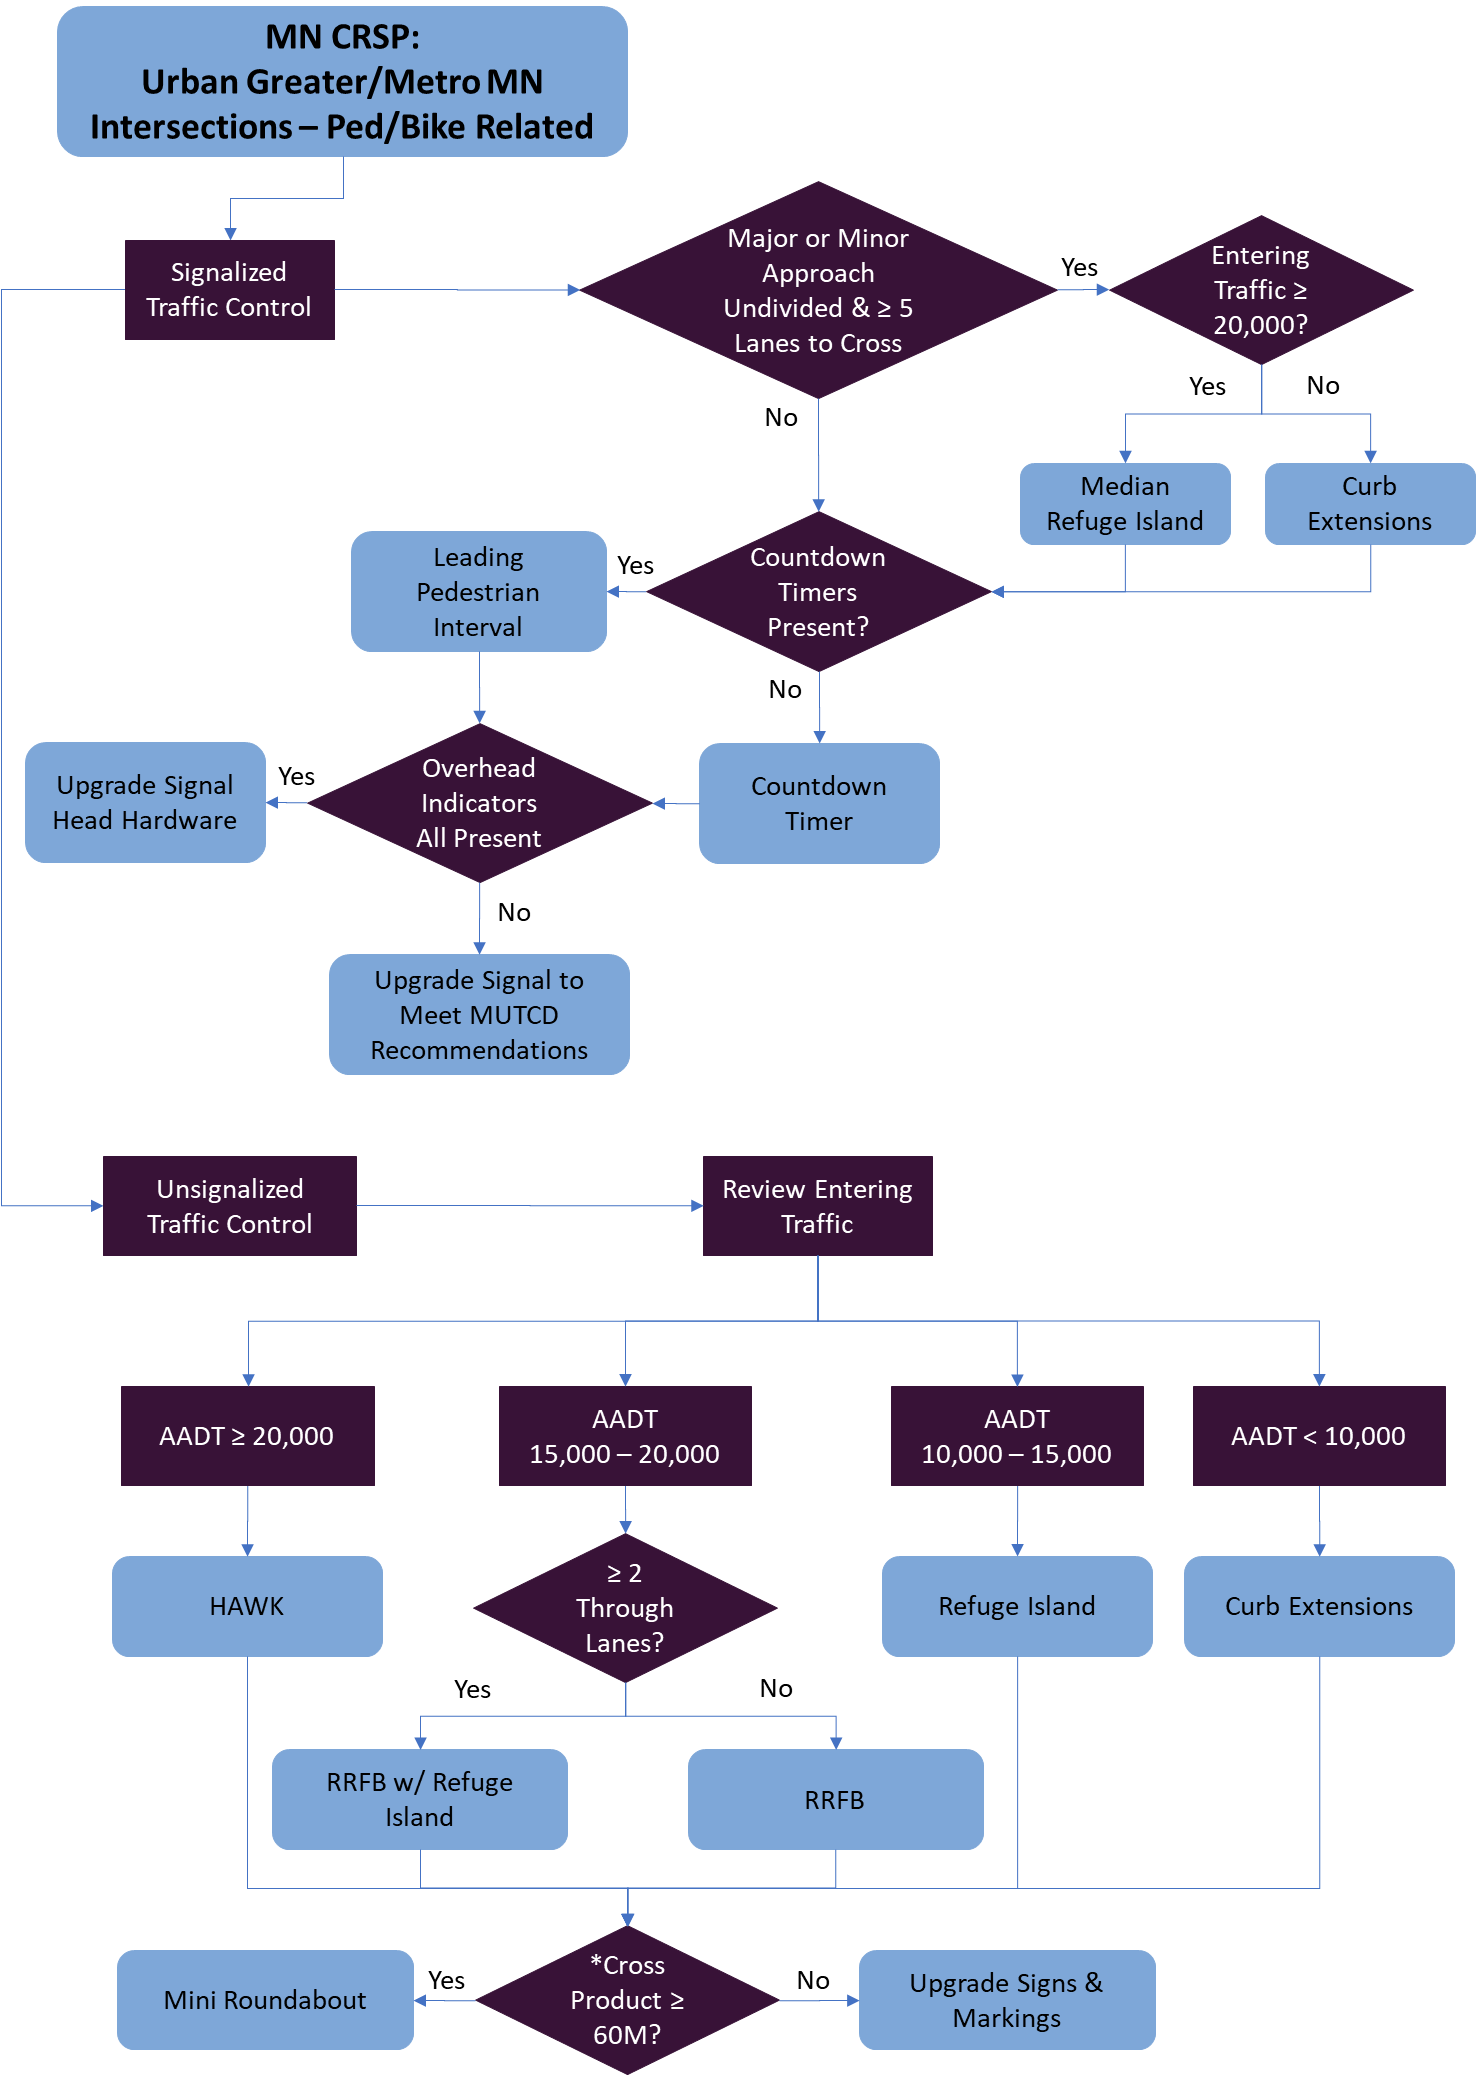 MN CRSP:
Urban Greater/Metro MN
Intersections – Ped/Bike Related
Signalized
Traffic Control
Major or Minor
Approach
Undivided & ≥ 5
Lanes to Cross
Yes
Entering
Traffic ≥
20,000?
Yes
No
No
Median
Refuge Island
Curb
Extensions
Countdown
Timers
Present?
Yes
Leading
Pedestrian
Interval
No
Countdown
Timer
Overhead
Indicators
All Present
Yes
Upgrade Signal
Head Hardware
No
Upgrade Signal to
Meet MUTCD
Recommendations
Unsignalized
Traffic Control
Review Entering
Traffic
AADT ≥ 20,000
AADT
15,000 – 20,000
AADT
10,000 – 15,000
AADT < 10,000
HAWK
≥ 2
Through
Lanes?
Refuge Island
Curb Extensions
Yes
No
RRFB w/ Refuge
Island
RRFB
*Cross
Product ≥
60M?
Yes
Mini Roundabout
No
Upgrade Signs &
Markings